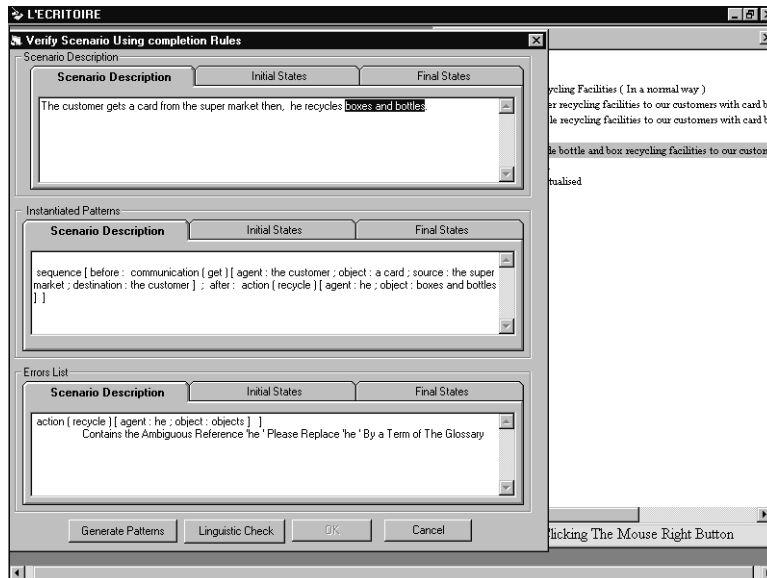 L'ECRITOIRE
Verify Scenario Using completion Rules
Scenario Description
Scenario Description Initial States Final States
The customer gets a card from the super market then, he recycles boxes and bottles.
Instantiated Patterns
Scenario Description Initial States Final States
sequence [ before : communication ( get ) [ agent : the customer ; object : a card ; source : the super
market ; destination : the customer ] ; after : action ( recycle ) [ agent : he ; object : boxes and bottles
] ]
Errors List
Scenario Description Initial States Final States
action ( recycle ) [ agent : he ; object : objects ] ]
Contains the Ambiguous Reference 'he ' Please Replace 'he ' By a Term of The Glossary
Generate Patterns Linguistic Check OK Cancel
ycling Facilities ( In a normal way )
er recycling facilities to our customers with card b
le recycling facilities to our customers with card b
le bottle and box recycling facilities to our custom
tualised
licking The Mouse Right Button